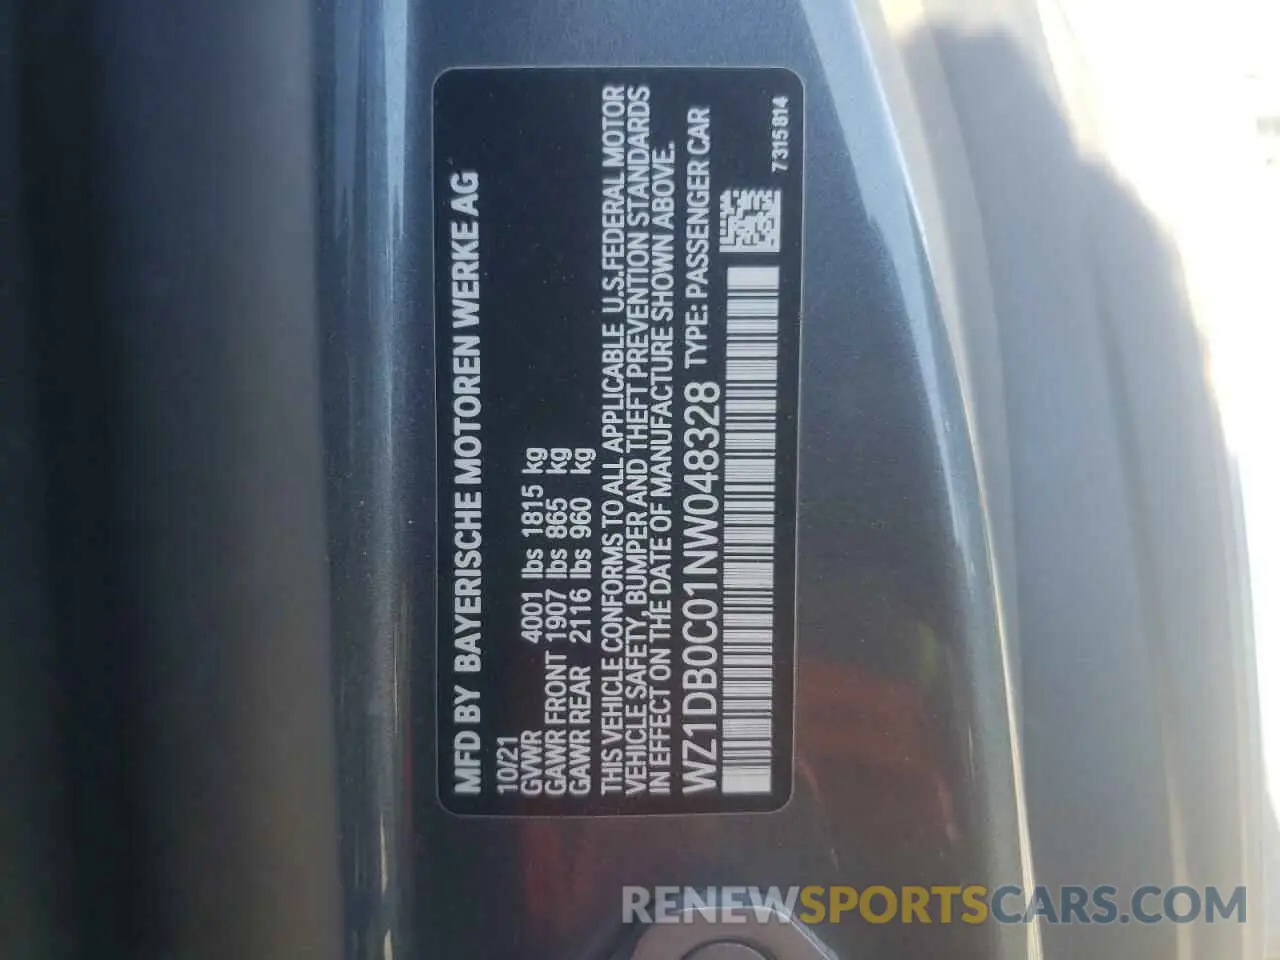 MFD BY BAYERISCHE MOTOREN WERKE AG
10/21
GVWR 4001 lbs 1815 kg
GAWR FRONT 1907 lbs 865 kg
GAWR REAR 2116 lbs 960 kg
THIS VEHICLE CONFORMS TO ALL APPLICABLE U.S.FEDERAL MOTOR
VEHICLE SAFETY, BUMPER AND THEFT PREVENTION STANDARDS
IN EFFECT ON THE DATE OF MANUFACTURE SHOWN ABOVE.
WZ1DB0C01NW048328 TYPE: PASSENGER CAR
7315814
RENEWSPORTSCARS.COM